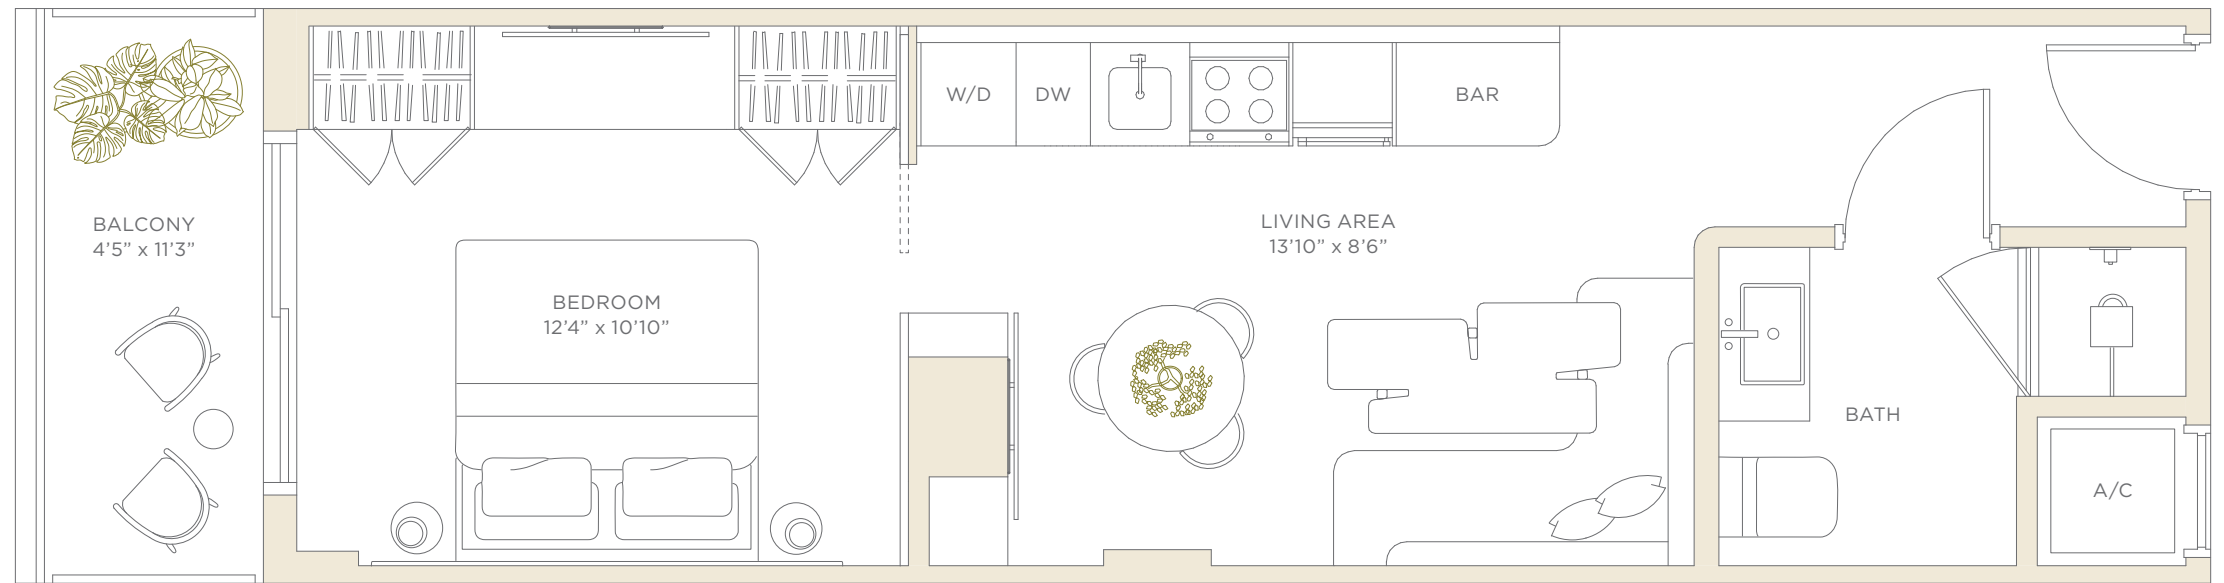 W/D
DW
BAR
BALCONY
4’5” x 11’3”
LIVING AREA
13’10” x 8’6”
BEDROOM
12’4” x 10’10”
BATH
A/C